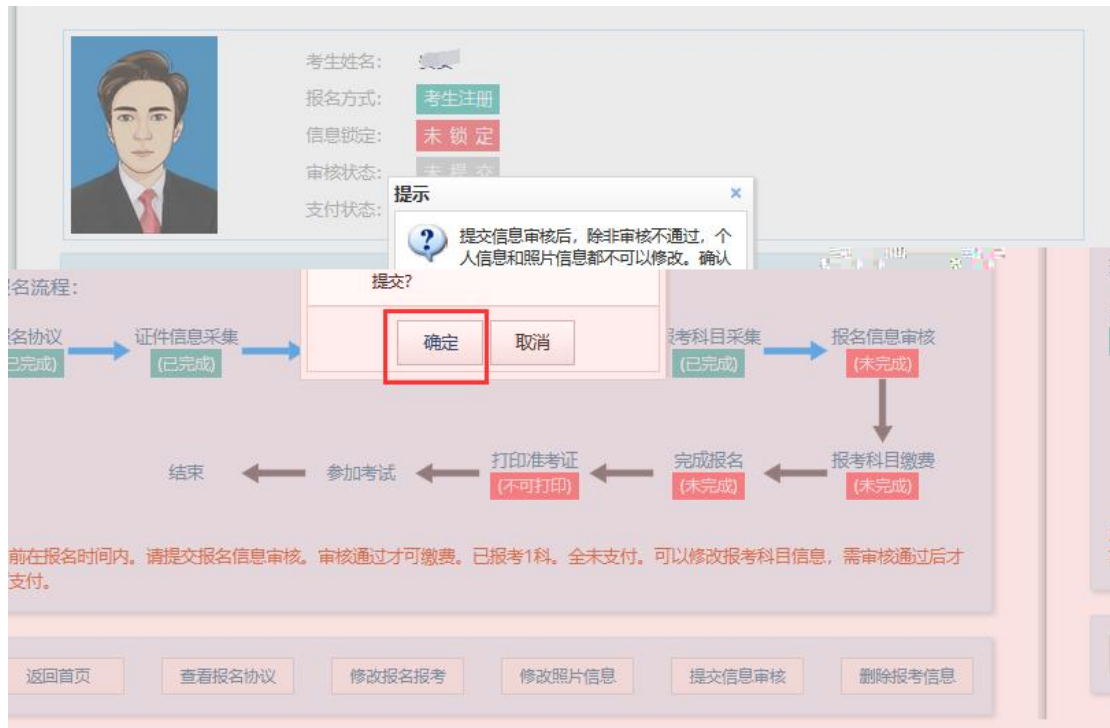 考生姓名:
报名方式: 考生注册
信息锁定: 未 锁 定
审核状态: 未 提 交
支付状态:
提示 ×
提交信息审核后，除非审核不通过，个
人信息和照片信息都不可以修改。确认
提交?
确定 取消
名流程:
名协议 证件信息采集 报考科目采集 报名信息审核
已完成) (已完成) (已完成) (未完成)
结束 参加考试 打印准考证 完成报名 报考科目缴费
(不可打印) (未完成) (未完成)
前在报名时间内。请提交报名信息审核。审核通过才可缴费。已报考1科。全未支付。可以修改报考科目信息，需审核通过后才
支付。
返回首页 查看报名协议 修改报名报考 修改照片信息 提交信息审核 删除报考信息